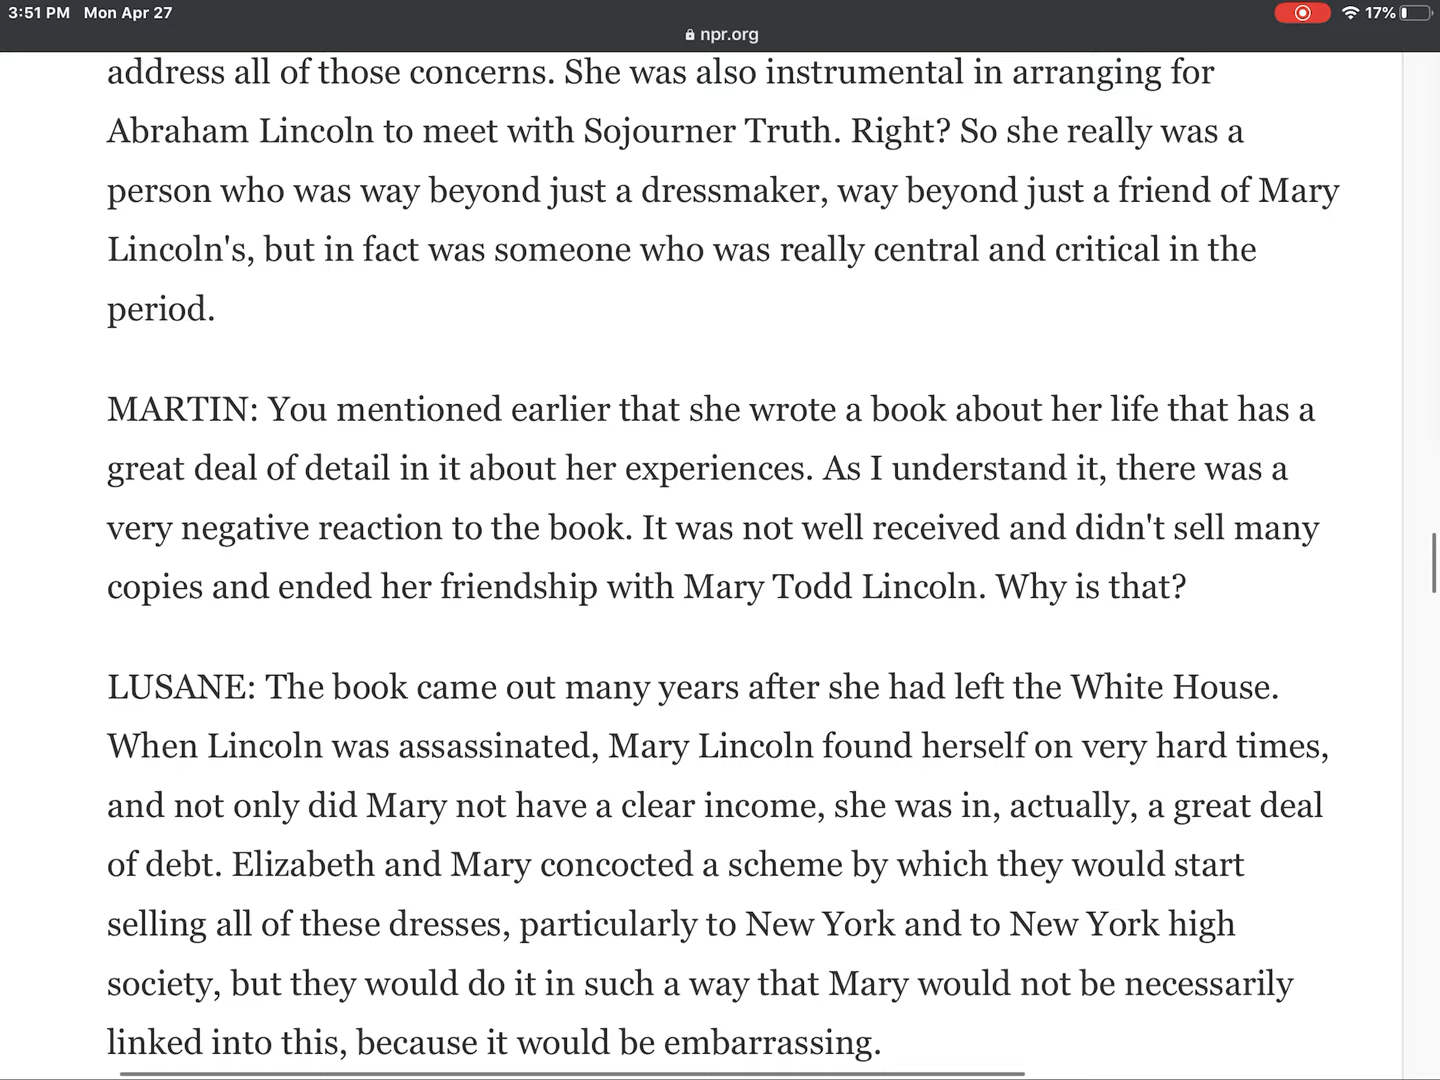 3:51 PM Mon Apr 27 17%
npr.org
address all of those concerns. She was also instrumental in arranging for
Abraham Lincoln to meet with Sojourner Truth. Right? So she really was a
person who was way beyond just a dressmaker, way beyond just a friend of Mary
Lincoln's, but in fact was someone who was really central and critical in the
period.
MARTIN: You mentioned earlier that she wrote a book about her life that has a
great deal of detail in it about her experiences. As I understand it, there was a
very negative reaction to the book. It was not well received and didn't sell many
copies and ended her friendship with Mary Todd Lincoln. Why is that?
LUSANE: The book came out many years after she had left the White House.
When Lincoln was assassinated, Mary Lincoln found herself on very hard times,
and not only did Mary not have a clear income, she was in, actually, a great deal
of debt. Elizabeth and Mary concocted a scheme by which they would start
selling all of these dresses, particularly to New York and to New York high
society, but they would do it in such a way that Mary would not be necessarily
linked into this, because it would be embarrassing.